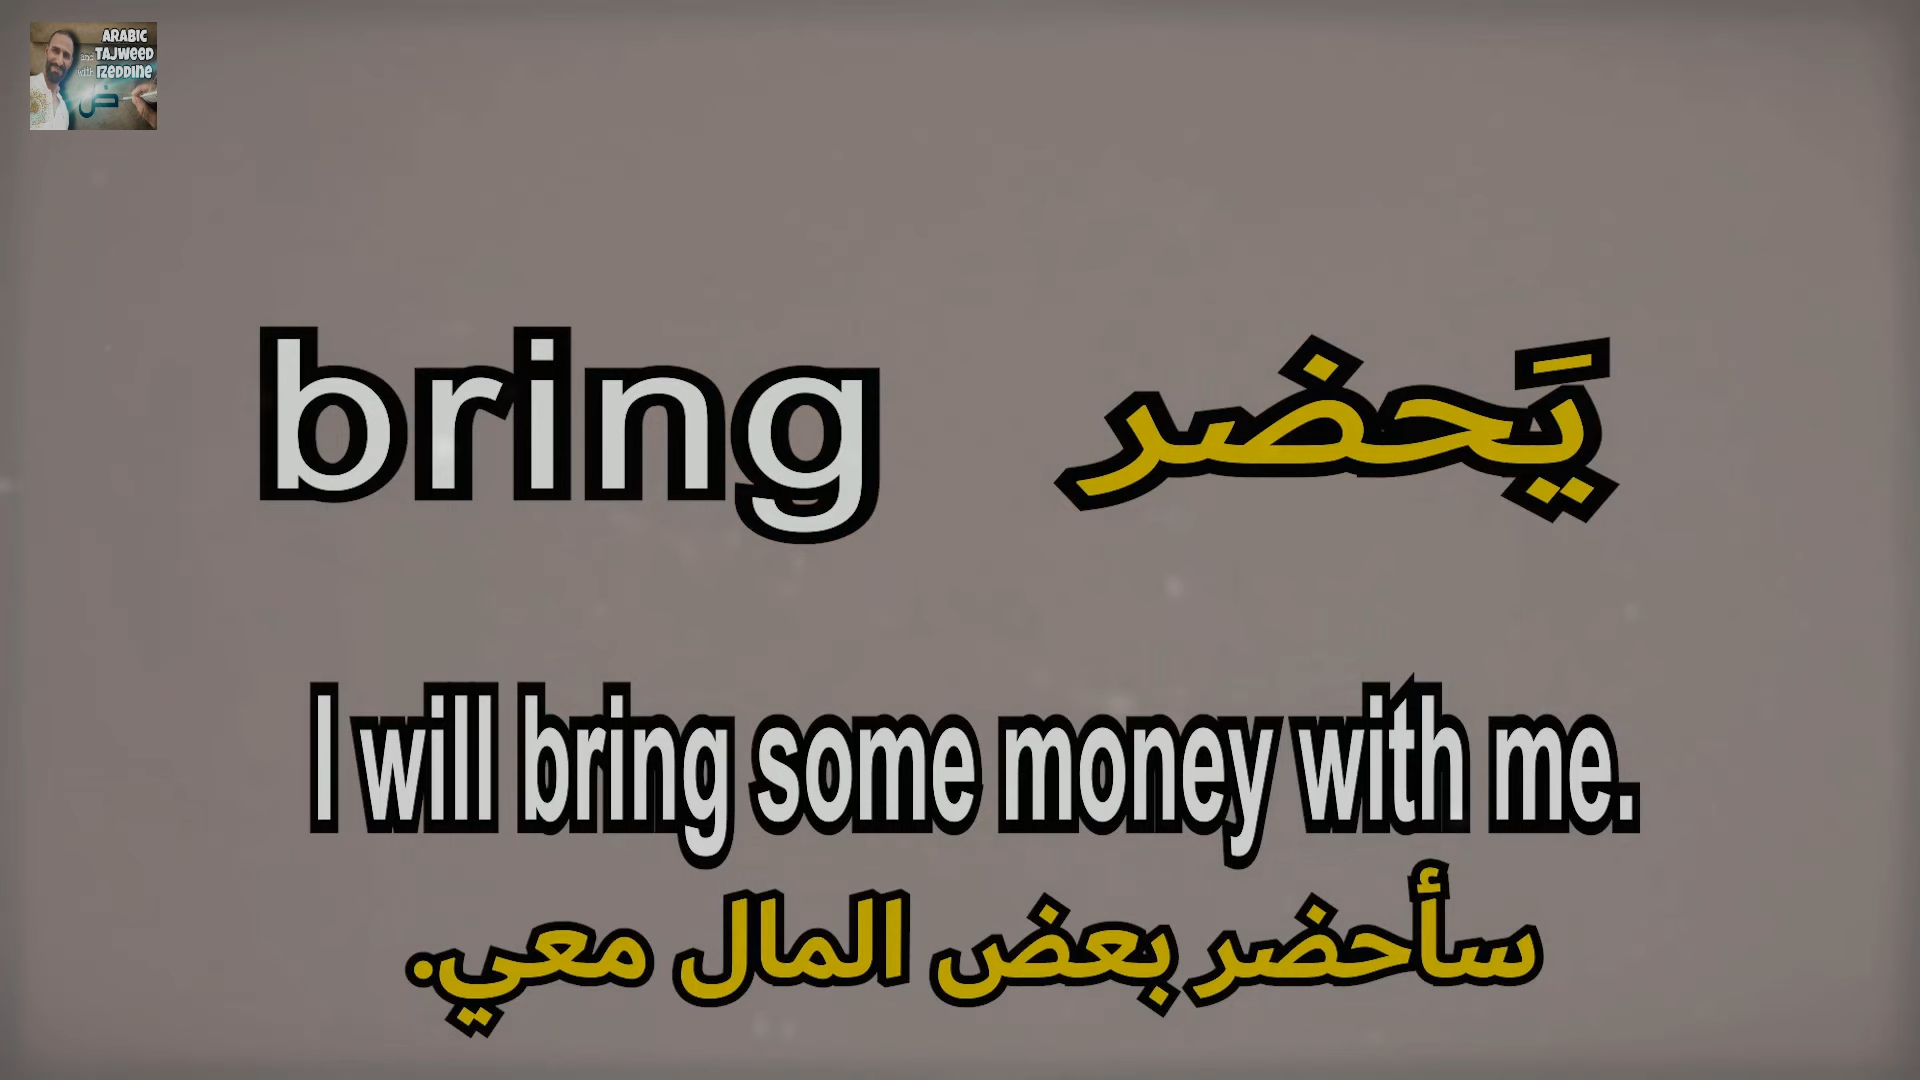 ARABIC
and TAJWEED
with IZEDDINE
ض
bring
يَحضر
I will bring some money with me.
سأحضر بعض المال معي.